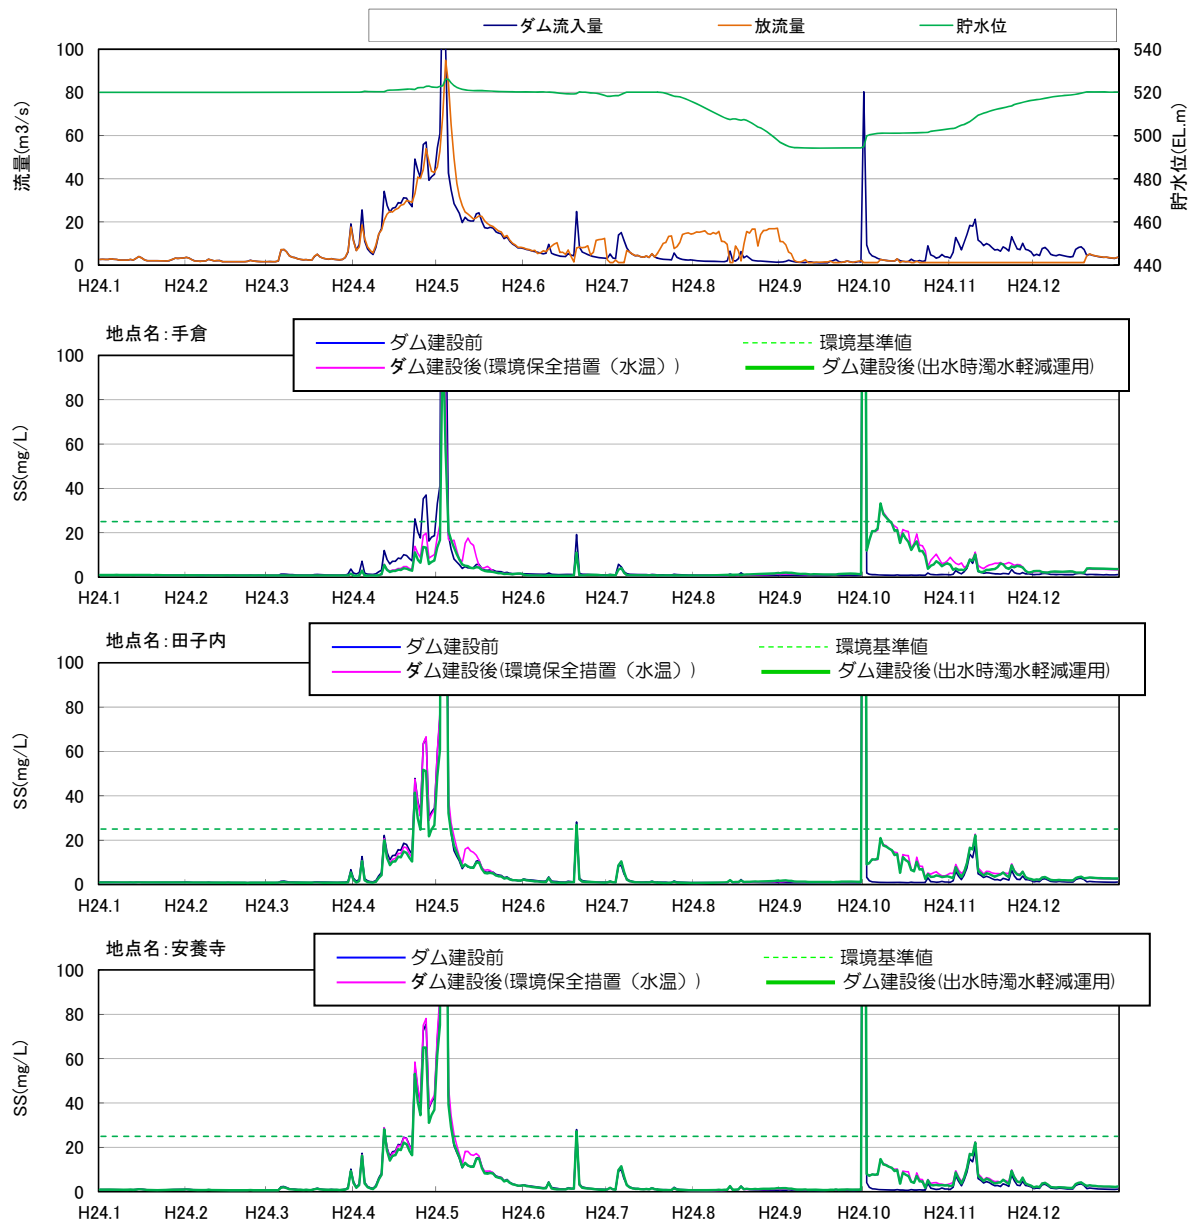 ダム流入量 放流量 貯水位
100 540
80 520
60 500
40 480
20 460
0 440
流量(m3/s)
貯水位(EL.m)
H24.1 H24.2 H24.3 H24.4 H24.5 H24.6 H24.7 H24.8 H24.9 H24.10 H24.11 H24.12
地点名：手倉
ダム建設前 環境基準値
ダム建設後(環境保全措置（水温）) ダム建設後(出水時濁水軽減運用)
100
80
60
40
20
0
SS(mg/L)
H24.1 H24.2 H24.3 H24.4 H24.5 H24.6 H24.7 H24.8 H24.9 H24.10 H24.11 H24.12
地点名：田子内
ダム建設前 環境基準値
ダム建設後(環境保全措置（水温）) ダム建設後(出水時濁水軽減運用)
100
80
60
40
20
0
SS(mg/L)
H24.1 H24.2 H24.3 H24.4 H24.5 H24.6 H24.7 H24.8 H24.9 H24.10 H24.11 H24.12
地点名：安養寺
ダム建設前 環境基準値
ダム建設後(環境保全措置（水温）) ダム建設後(出水時濁水軽減運用)
100
80
60
40
20
0
SS(mg/L)
H24.1 H24.2 H24.3 H24.4 H24.5 H24.6 H24.7 H24.8 H24.9 H24.10 H24.11 H24.12